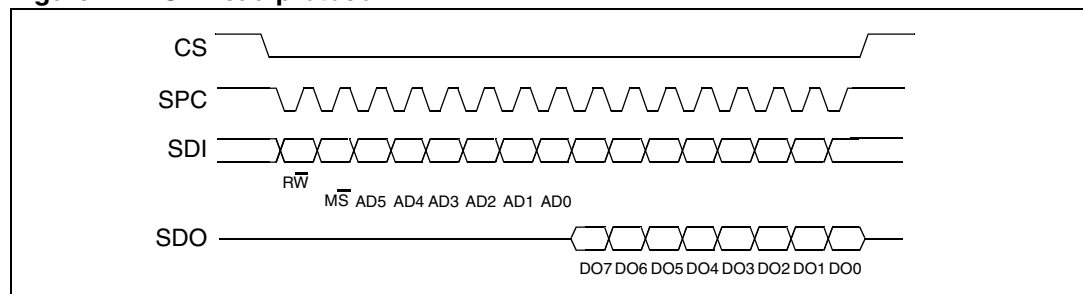 CS
SPC
SDI
RW̅
MS̅ AD5 AD4 AD3 AD2 AD1 AD0
SDO
DO7 DO6 DO5 DO4 DO3 DO2 DO1 DO0